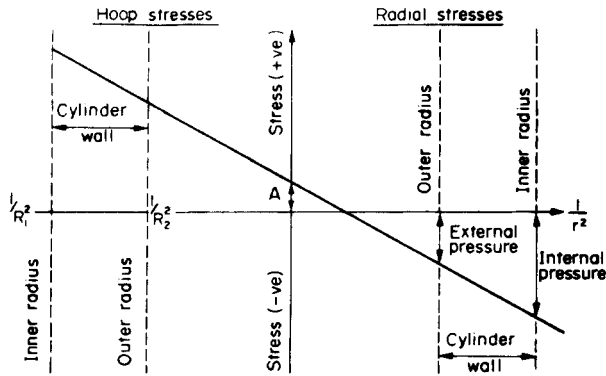 Hoop stresses
Radial stresses
Stress (+ve)
Cylinder
wall
Outer radius
Inner radius
A
1/R₁²
1/R₂²
1/r²
External
pressure
Internal
pressure
Inner radius
Outer radius
Stress (-ve)
Cylinder
wall